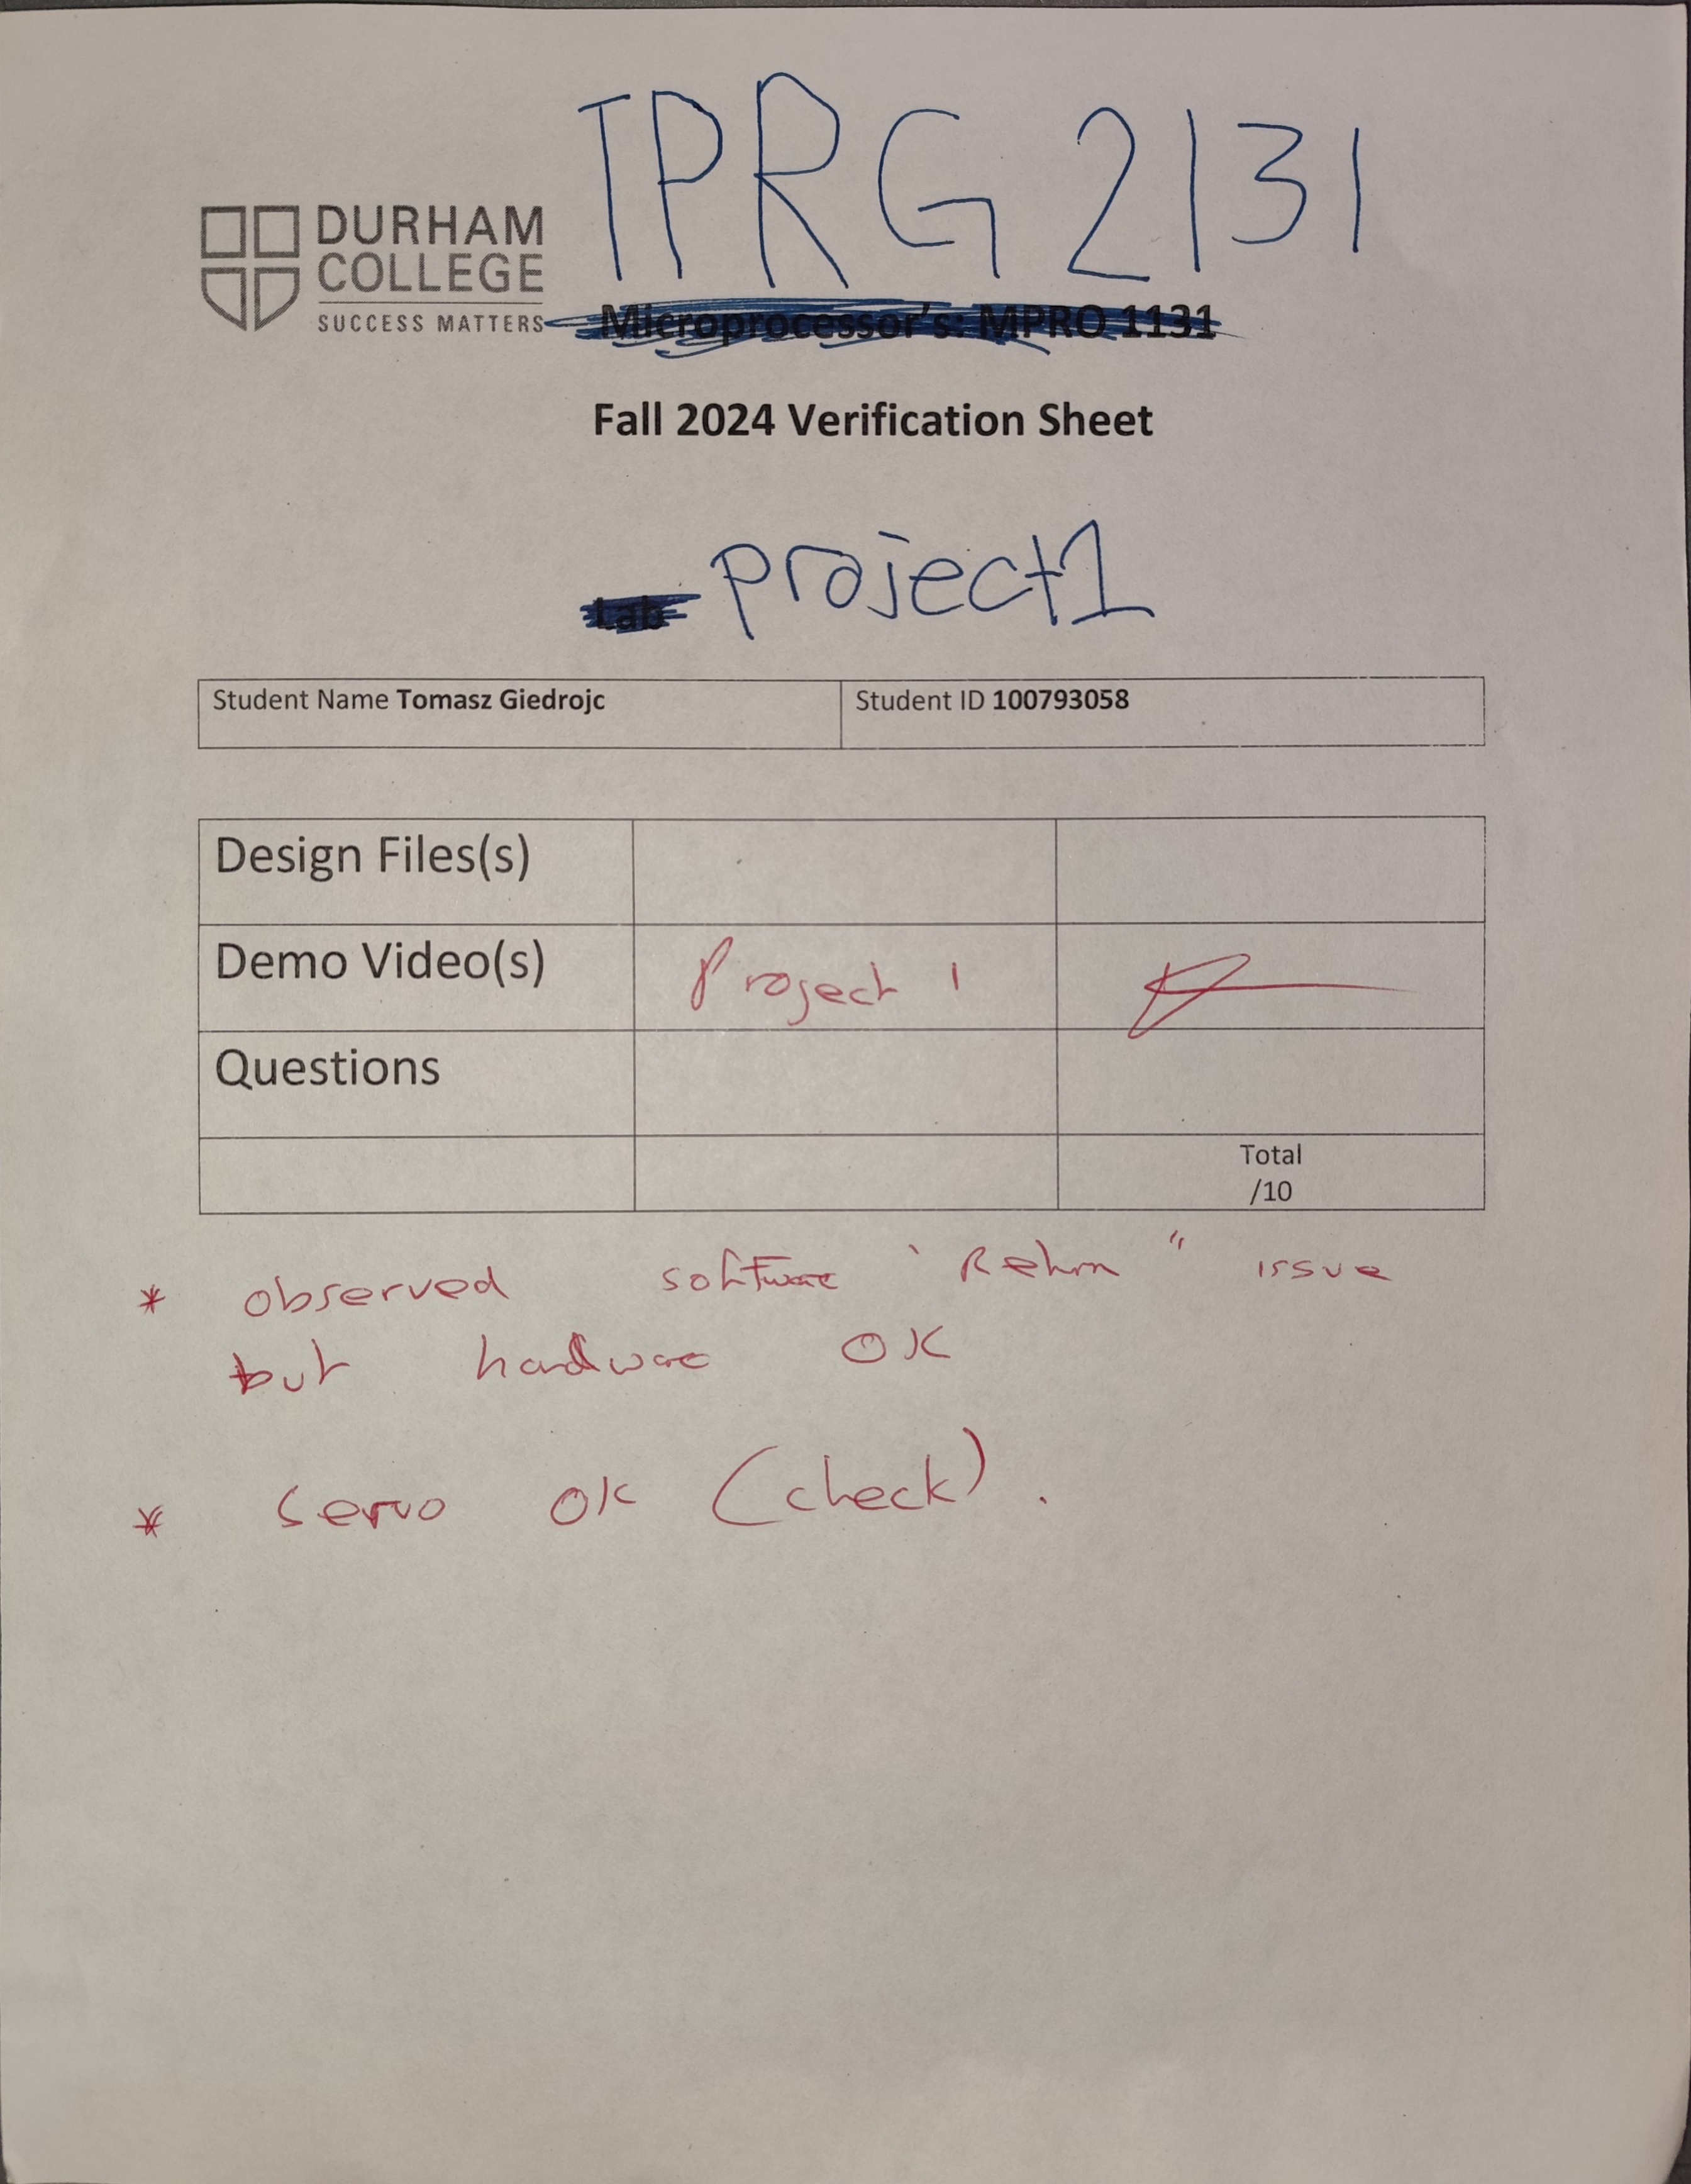 TPRG 2131
DURHAM
COLLEGE
SUCCESS MATTERS
Microprocessor's: MPRO 1131
Fall 2024 Verification Sheet
Lab project1
Student Name Tomasz Giedrojc
Student ID 100793058
Design Files(s)
Demo Video(s) Project 1
Questions
Total
/10
* observed software "Return" issue
but hardware OK
* Servo OK (check).